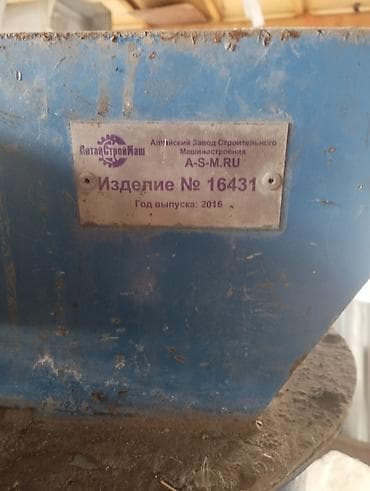 АлтайСтройМаш
Алтайский Завод Строительного
Машиностроения
A-S-M.RU
Изделие № 16431
Год выпуска: 2016